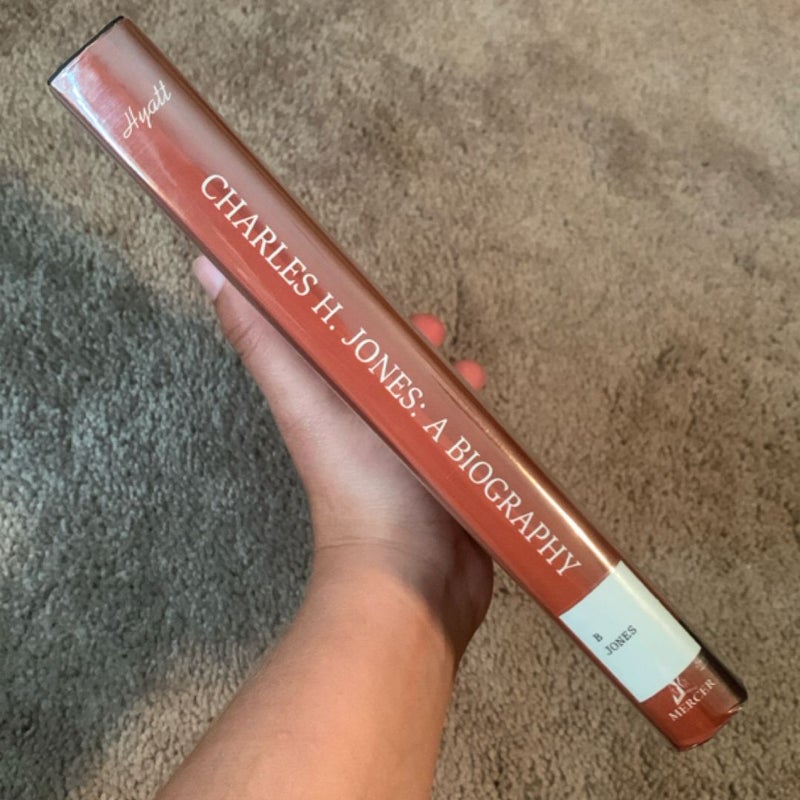 Hyatt
CHARLES H. JONES: A BIOGRAPHY
B
JONES
MERCER